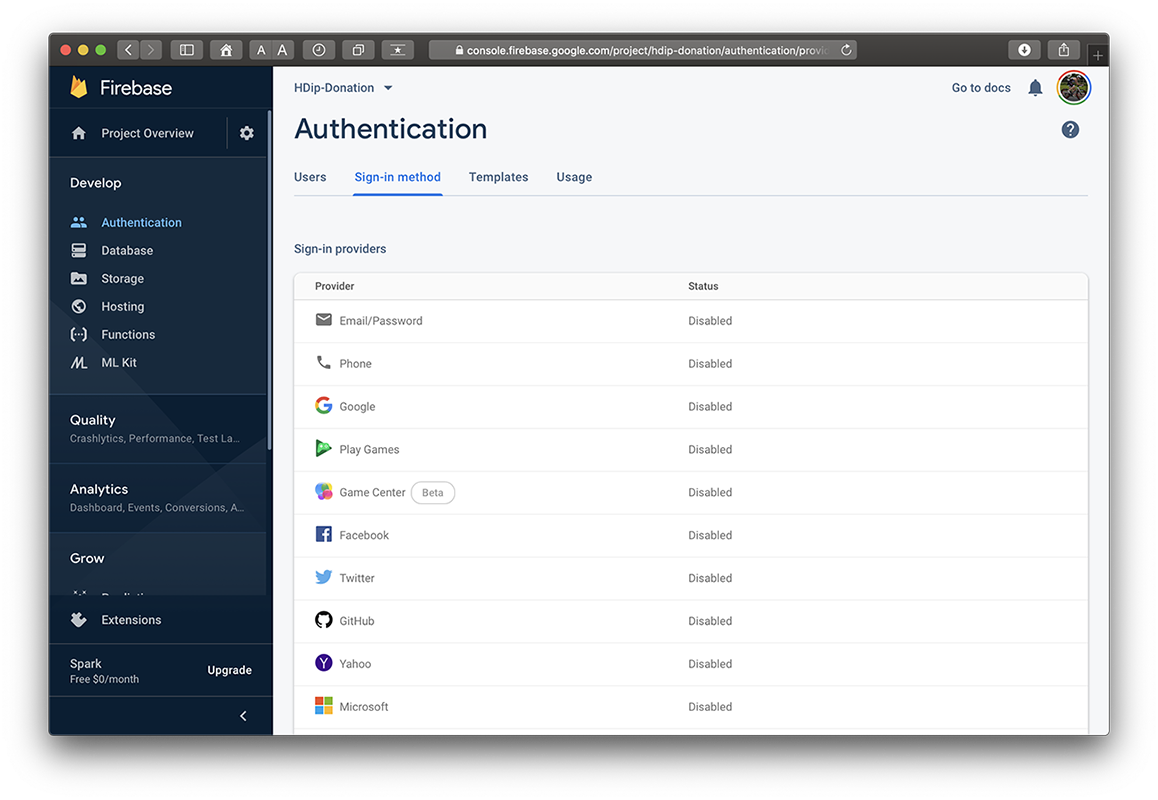 A A
console.firebase.google.com/project/hdip-donation/authentication/provi
Firebase
Project Overview
Develop
Authentication
Database
Storage
Hosting
Functions
ML Kit
Quality
Crashlytics, Performance, Test La...
Analytics
Dashboard, Events, Conversions, A...
Grow
Extensions
Spark
Free $0/month
Upgrade
HDip-Donation
Go to docs
Authentication
?
Users Sign-in method Templates Usage
Sign-in providers
Provider Status
Email/Password Disabled
Phone Disabled
Google Disabled
Play Games Disabled
Game Center Beta Disabled
Facebook Disabled
Twitter Disabled
GitHub Disabled
Yahoo Disabled
Microsoft Disabled